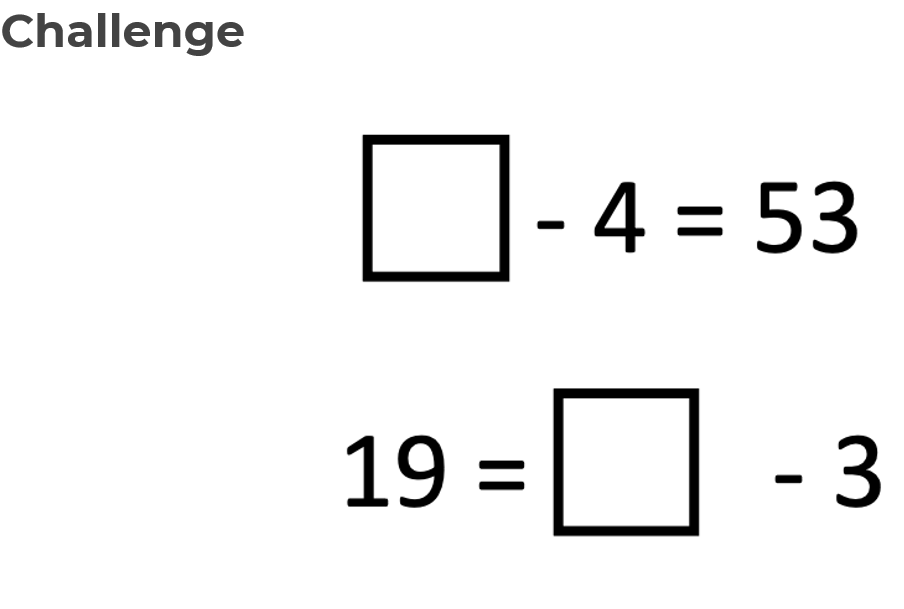 Challenge
□ - 4 = 53
19 = □ - 3